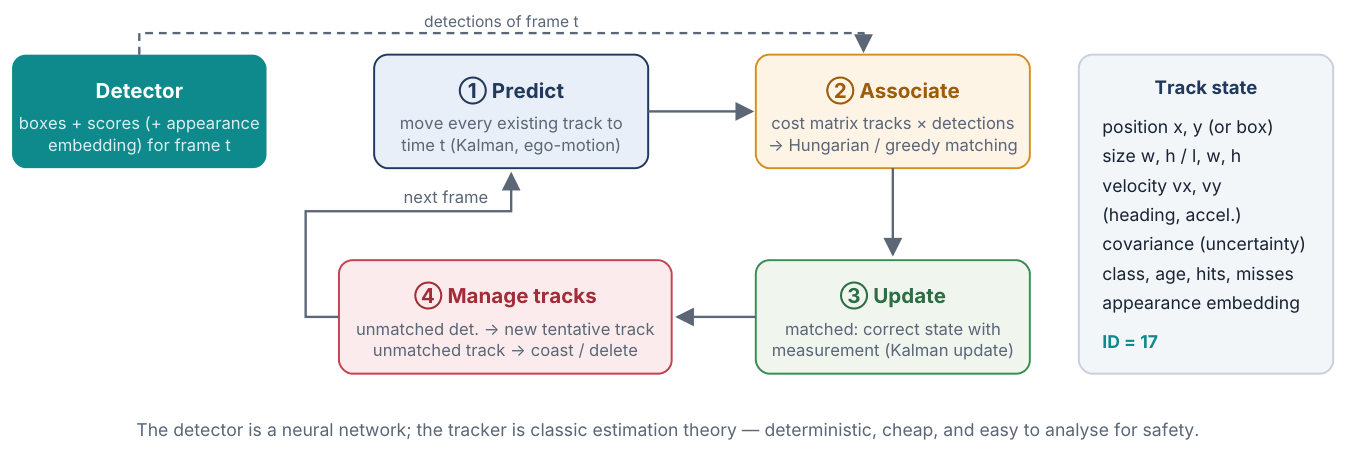 detections of frame t
Detector
boxes + scores (+ appearance
embedding) for frame t
① Predict
move every existing track to
time t (Kalman, ego-motion)
② Associate
cost matrix tracks × detections
→ Hungarian / greedy matching
next frame
④ Manage tracks
unmatched det. → new tentative track
unmatched track → coast / delete
③ Update
matched: correct state with
measurement (Kalman update)
Track state
position x, y (or box)
size w, h / l, w, h
velocity vx, vy
(heading, accel.)
covariance (uncertainty)
class, age, hits, misses
appearance embedding
ID = 17
The detector is a neural network; the tracker is classic estimation theory — deterministic, cheap, and easy to analyse for safety.